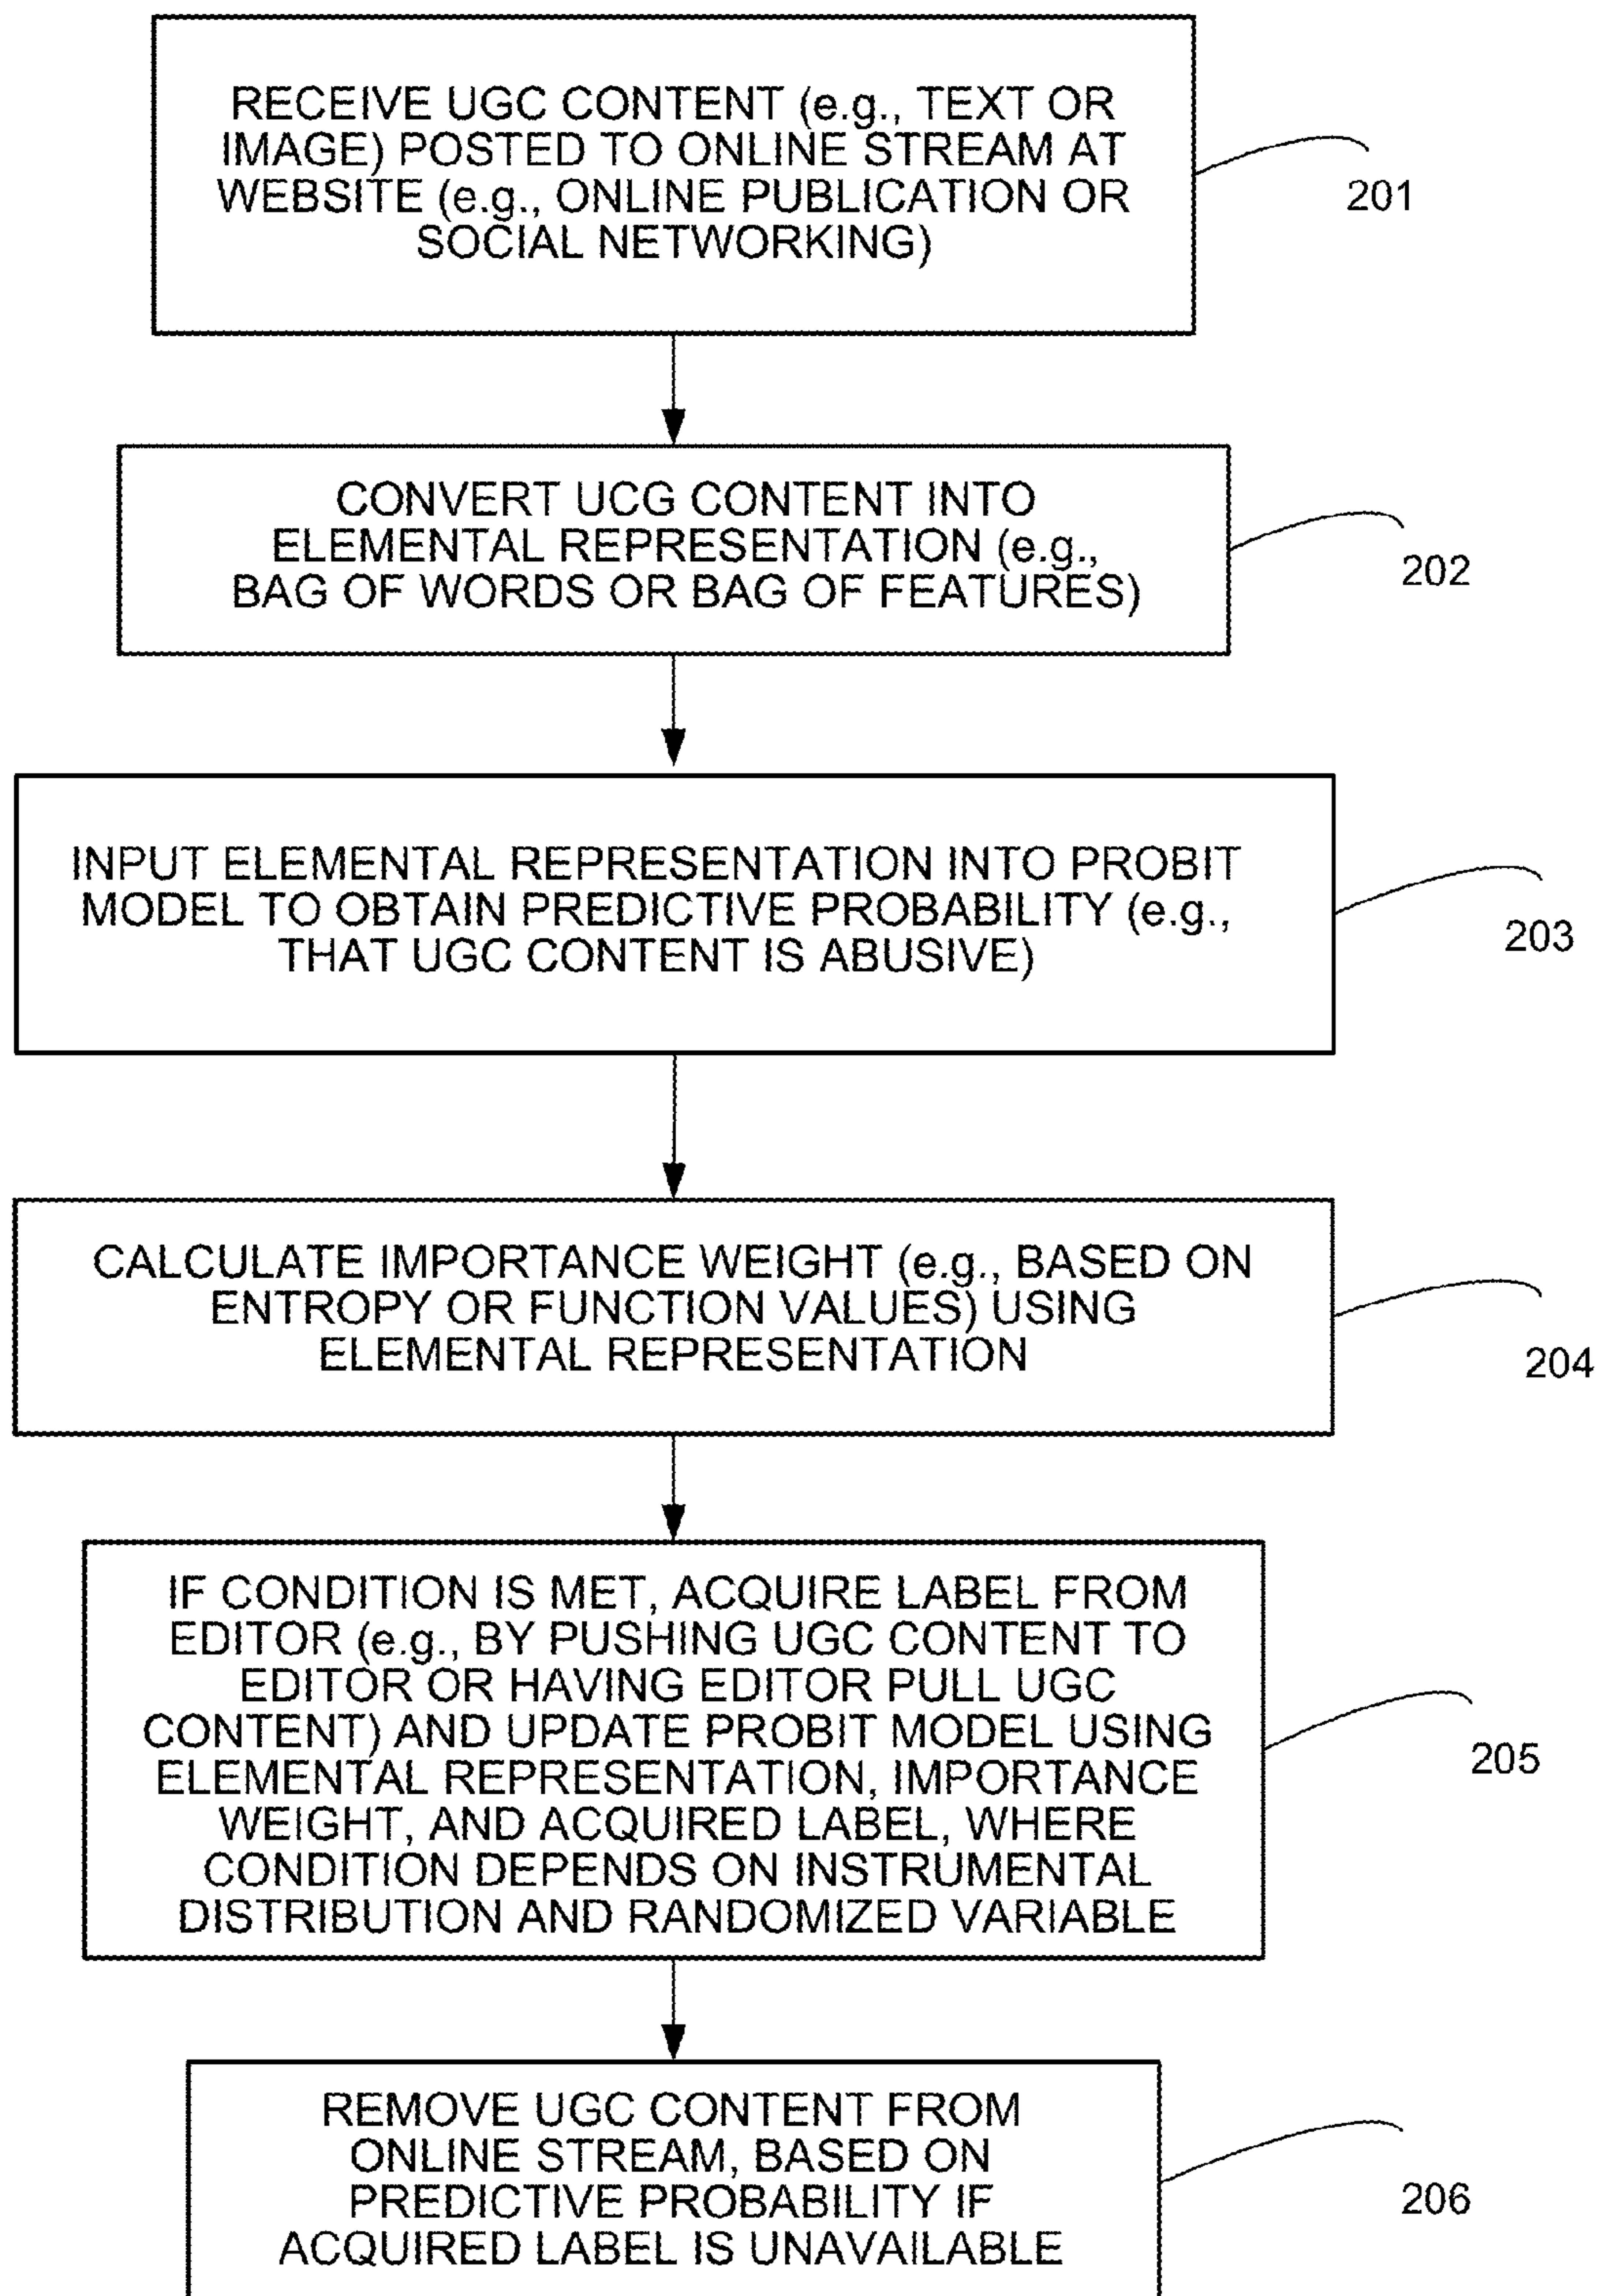 RECEIVE UGC CONTENT (e.g., TEXT OR
IMAGE) POSTED TO ONLINE STREAM AT
WEBSITE (e.g., ONLINE PUBLICATION OR
SOCIAL NETWORKING)
201
CONVERT UCG CONTENT INTO
ELEMENTAL REPRESENTATION (e.g.,
BAG OF WORDS OR BAG OF FEATURES)
202
INPUT ELEMENTAL REPRESENTATION INTO PROBIT
MODEL TO OBTAIN PREDICTIVE PROBABILITY (e.g.,
THAT UGC CONTENT IS ABUSIVE)
203
CALCULATE IMPORTANCE WEIGHT (e.g., BASED ON
ENTROPY OR FUNCTION VALUES) USING
ELEMENTAL REPRESENTATION
204
IF CONDITION IS MET, ACQUIRE LABEL FROM
EDITOR (e.g., BY PUSHING UGC CONTENT TO
EDITOR OR HAVING EDITOR PULL UGC
CONTENT) AND UPDATE PROBIT MODEL USING
ELEMENTAL REPRESENTATION, IMPORTANCE
WEIGHT, AND ACQUIRED LABEL, WHERE
CONDITION DEPENDS ON INSTRUMENTAL
DISTRIBUTION AND RANDOMIZED VARIABLE
205
REMOVE UGC CONTENT FROM
ONLINE STREAM, BASED ON
PREDICTIVE PROBABILITY IF
ACQUIRED LABEL IS UNAVAILABLE
206